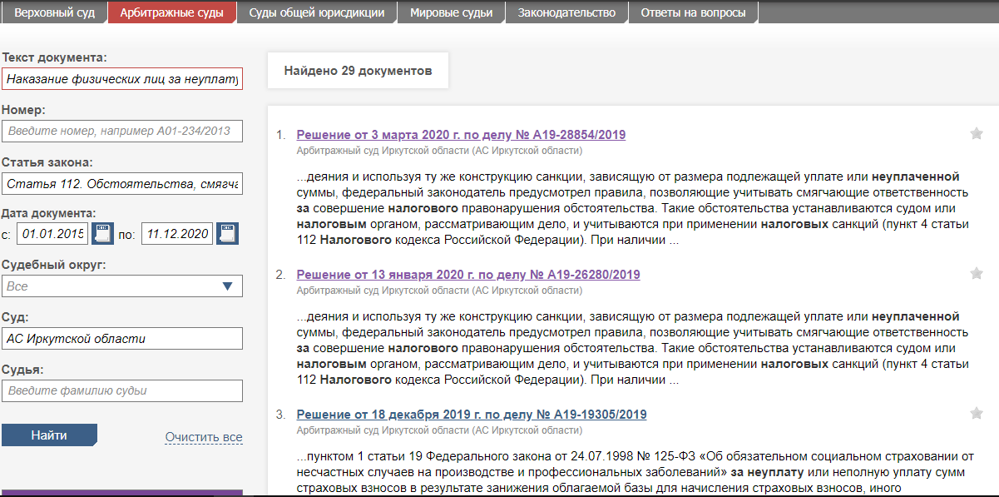 Верховный суд
Арбитражные суды
Суды общей юрисдикции
Мировые судьи
Законодательство
Ответы на вопросы
Текст документа:
Наказание физических лиц за неуплату
Номер:
Введите номер, например А01-234/2013
Статья закона:
Статья 112. Обстоятельства, смягча
Дата документа:
с: 01.01.2015 по: 11.12.2020
Судебный округ:
Все
Суд:
АС Иркутской области
Судья:
Введите фамилию судьи
Найти
Очистить все
Найдено 29 документов
1. Решение от 3 марта 2020 г. по делу № А19-28854/2019
Арбитражный суд Иркутской области (АС Иркутской области)
...деяния и используя ту же конструкцию санкции, зависящую от размера подлежащей уплате или неуплаченной
суммы, федеральный законодатель предусмотрел правила, позволяющие учитывать смягчающие ответственность
за совершение налогового правонарушения обстоятельства. Такие обстоятельства устанавливаются судом или
налоговым органом, рассматривающим дело, и учитываются при применении налоговых санкций (пункт 4 статьи
112 Налогового кодекса Российской Федерации). При наличии ...
2. Решение от 13 января 2020 г. по делу № А19-26280/2019
Арбитражный суд Иркутской области (АС Иркутской области)
...деяния и используя ту же конструкцию санкции, зависящую от размера подлежащей уплате или неуплаченной
суммы, федеральный законодатель предусмотрел правила, позволяющие учитывать смягчающие ответственность
за совершение налогового правонарушения обстоятельства. Такие обстоятельства устанавливаются судом или
налоговым органом, рассматривающим дело, и учитываются при применении налоговых санкций (пункт 4 статьи
112 Налогового кодекса Российской Федерации). При наличии ...
3. Решение от 18 декабря 2019 г. по делу № А19-19305/2019
Арбитражный суд Иркутской области (АС Иркутской области)
...пунктом 1 статьи 19 Федерального закона от 24.07.1998 № 125-ФЗ «Об обязательном социальном страховании от
несчастных случаев на производстве и профессиональных заболеваний» за неуплату или неполную уплату сумм
страховых взносов в результате занижения облагаемой базы для начисления страховых взносов, иного